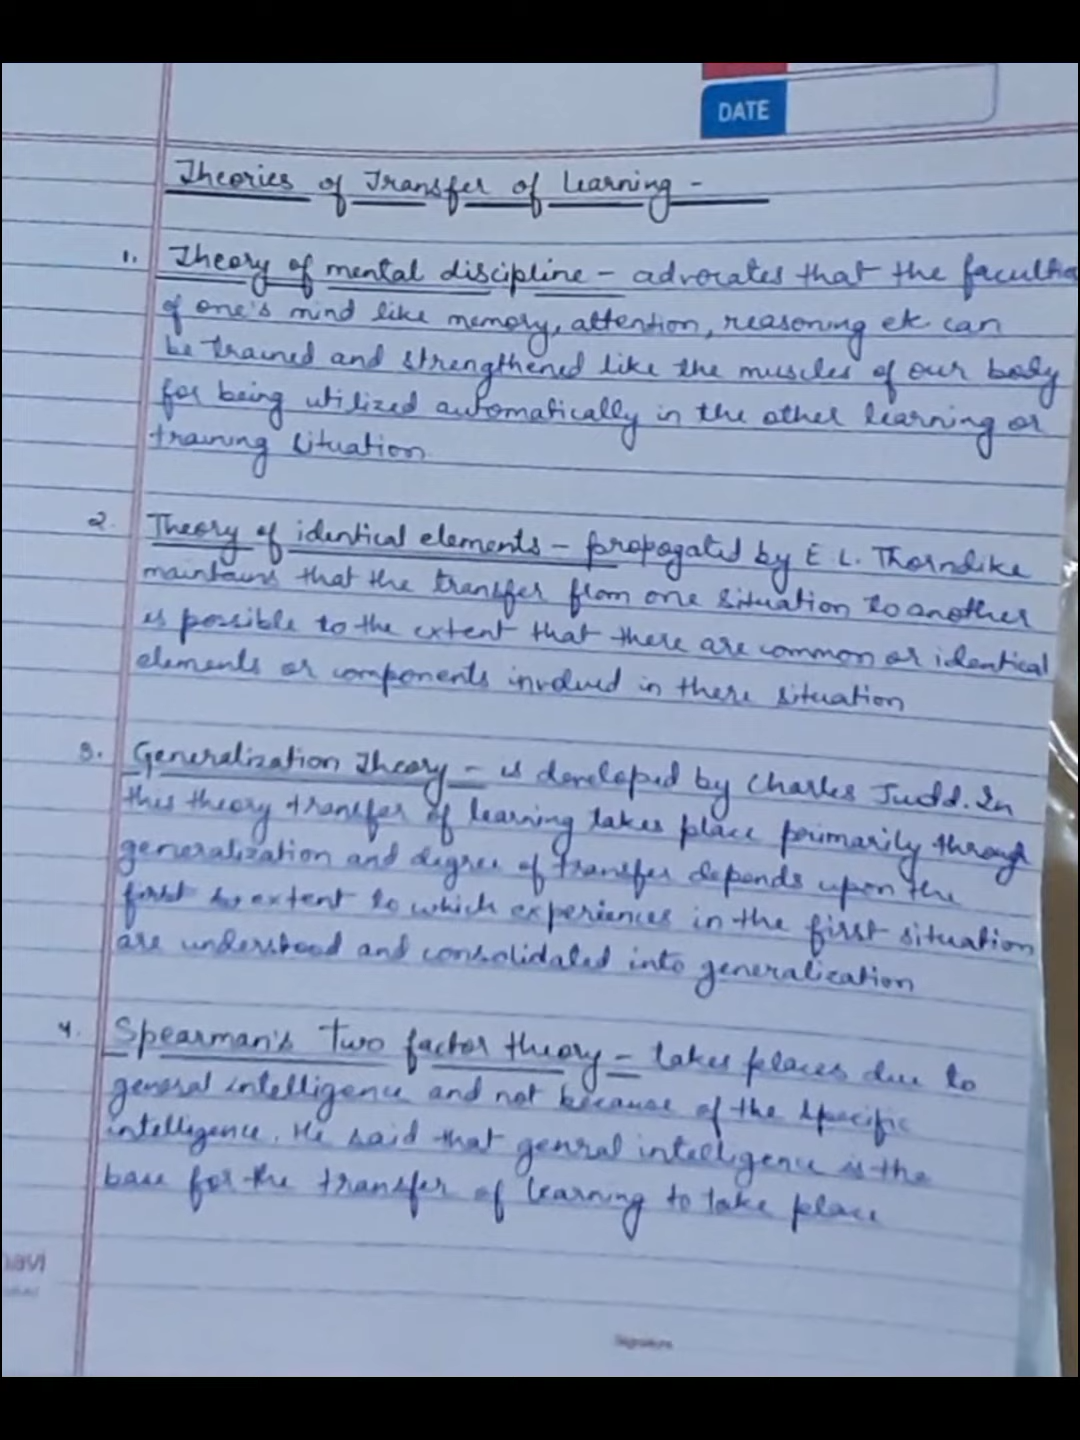 DATE
Theories of Transfer of Learning -
1. Theory of mental discipline - advocates that the faculties
of one's mind like memory, attention, reasoning etc can
be trained and strengthened like the muscles of our body
for being utilized automatically in the other learning or
training situation
2. Theory of identical elements - propogated by E L. Thorndike
maintains that the transfer from one situation to another
is possible to the extent that there are common or identical
elements or components involved in there situation
3. Generalization Theory - is developed by Charles Judd. In
this theory transfer of learning takes place primarily through
generalization and degree of transfer depends upon the
first extent to which experiences in the first situation
are understood and consolidated into generalization
4. Spearman's Two factor theory - takes places due to
general intelligence and not because of the specific
intelligence. He said that genral intelligence is the
base for the transfer of learning to take place
Signature